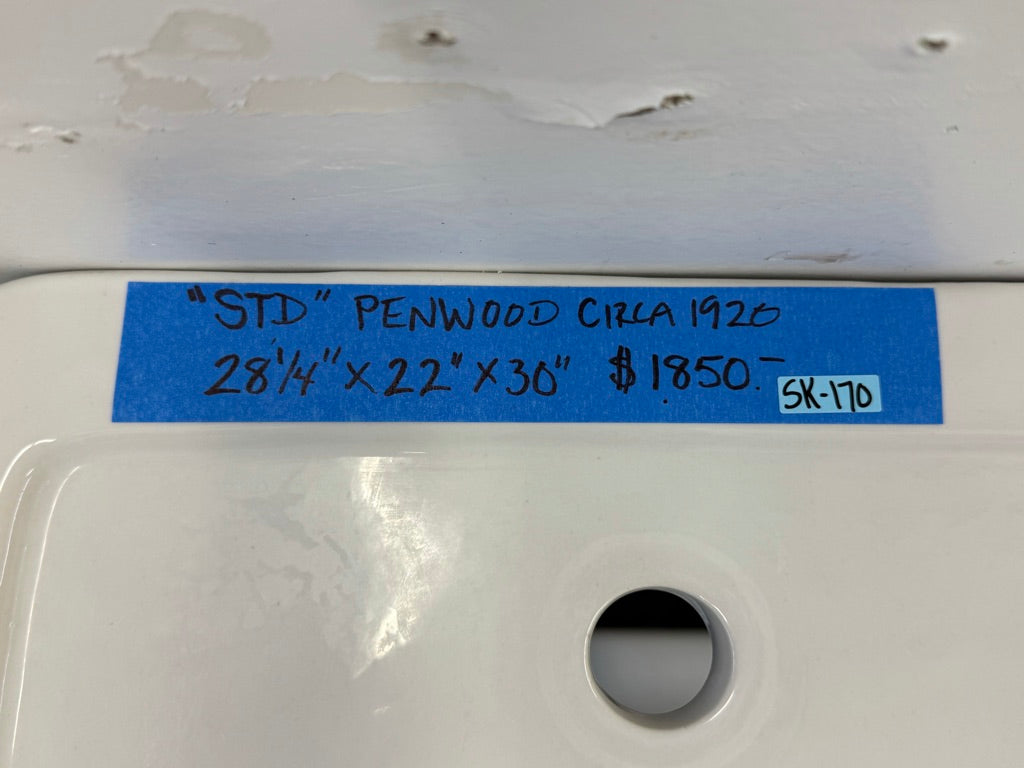 "STD" PENWOOD CIRCA 1920
28 1/4" X 22" X 30" $1850.–
SK-170